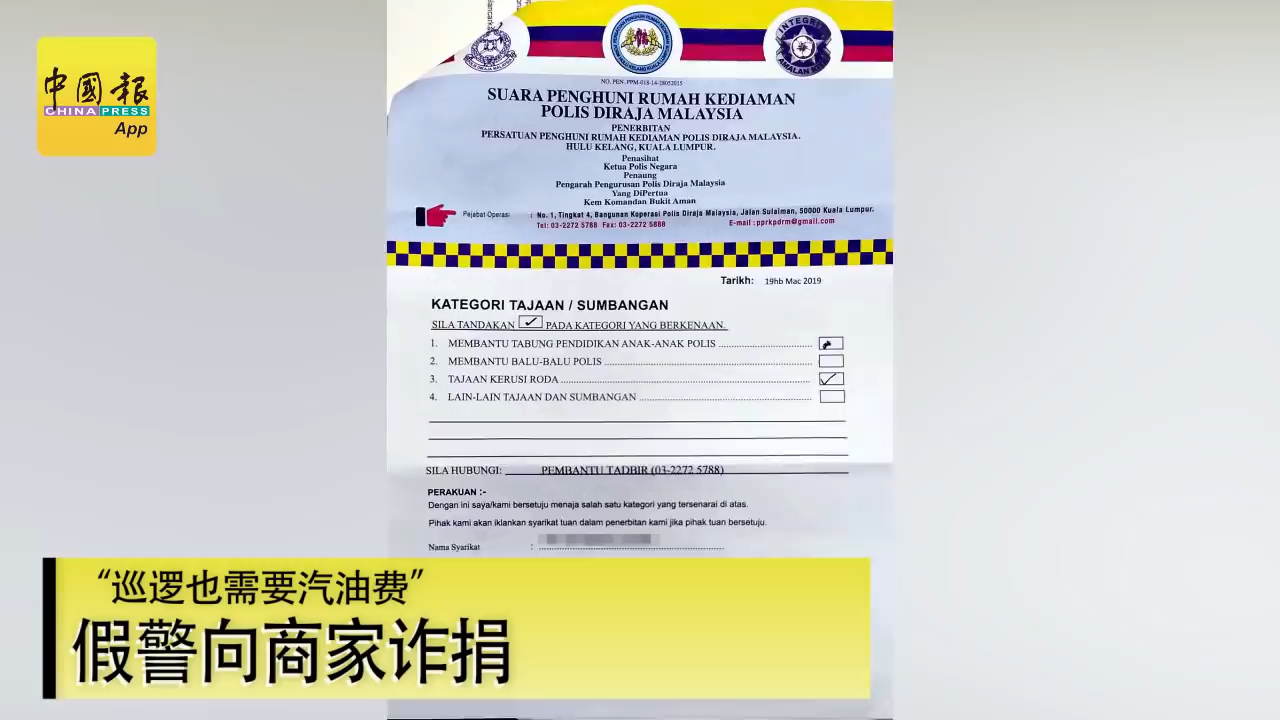 中國報
CHINA PRESS
App
INTEGRITI
AMALAN KAMI
NO. PEN. PPM-018-14-28052015
SUARA PENGHUNI RUMAH KEDIAMAN
POLIS DIRAJA MALAYSIA
PENERBITAN
PERSATUAN PENGHUNI RUMAH KEDIAMAN POLIS DIRAJA MALAYSIA.
HULU KELANG, KUALA LUMPUR.
Penasihat
Ketua Polis Negara
Penaung
Pengarah Pengurusan Polis Diraja Malaysia
Yang DiPertua
Kem Komandan Bukit Aman
Pejabat Operasi : No. 1, Tingkat 4, Bangunan Koperasi Polis Diraja Malaysia, Jalan Sulaiman, 50000 Kuala Lumpur.
Tel: 03-2272 5788 Fax: 03-2272 5888 E-mail : pprkpdrm@gmail.com
Tarikh: 19hb Mac 2019
KATEGORI TAJAAN / SUMBANGAN
SILA TANDAKAN ✓ PADA KATEGORI YANG BERKENAAN.
1. MEMBANTU TABUNG PENDIDIKAN ANAK-ANAK POLIS
2. MEMBANTU BALU-BALU POLIS
3. TAJAAN KERUSI RODA ✓
4. LAIN-LAIN TAJAAN DAN SUMBANGAN
SILA HUBUNGI: PEMBANTU TADBIR (03-2272 5788)
PERAKUAN :-
Dengan ini saya/kami bersetuju menaja salah satu kategori yang tersenarai di atas.
Pihak kami akan iklankan syarikat tuan dalam penerbitan kami jika pihak tuan bersetuju.
Nama Syarikat :
“巡逻也需要汽油费”
假警向商家诈捐